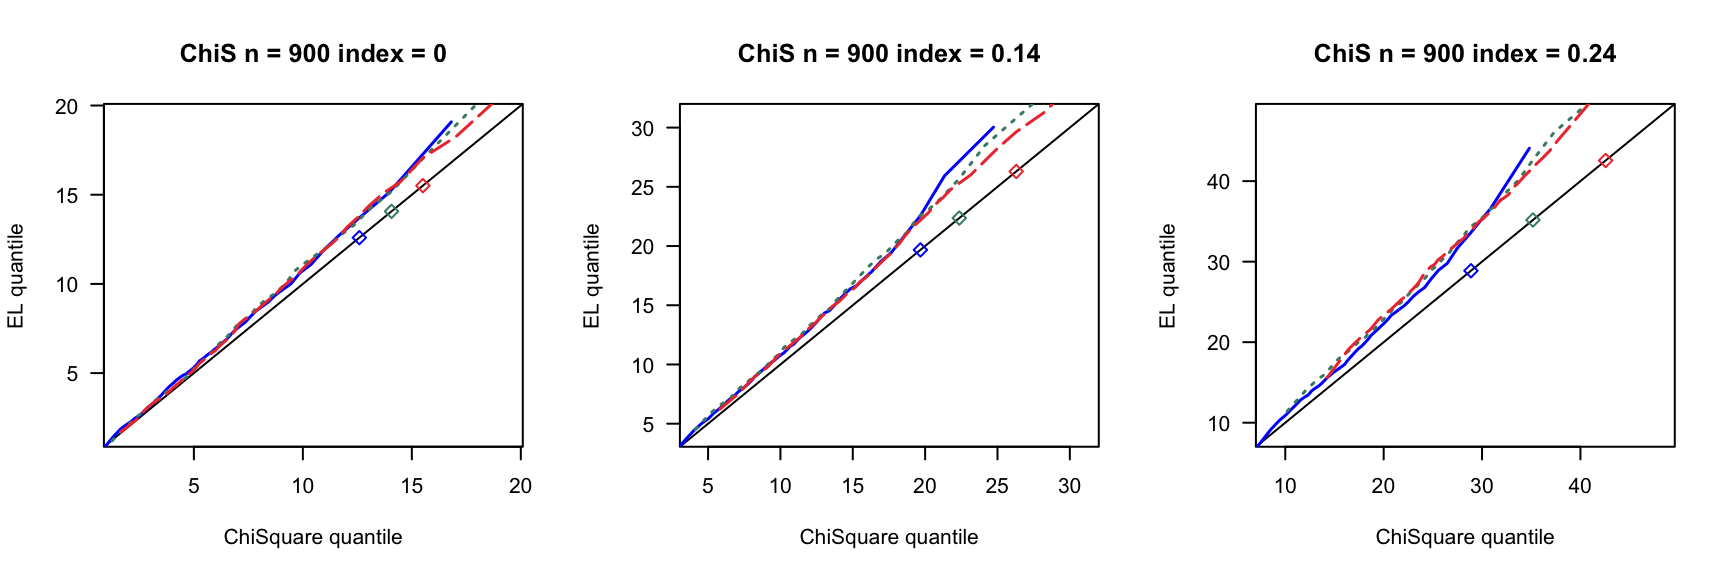 ChiS n = 900 index = 0
20
15
10
5
EL quantile
5 10 15 20
ChiSquare quantile
ChiS n = 900 index = 0.14
30
25
20
15
10
5
EL quantile
5 10 15 20 25 30
ChiSquare quantile
ChiS n = 900 index = 0.24
40
30
20
10
EL quantile
10 20 30 40
ChiSquare quantile